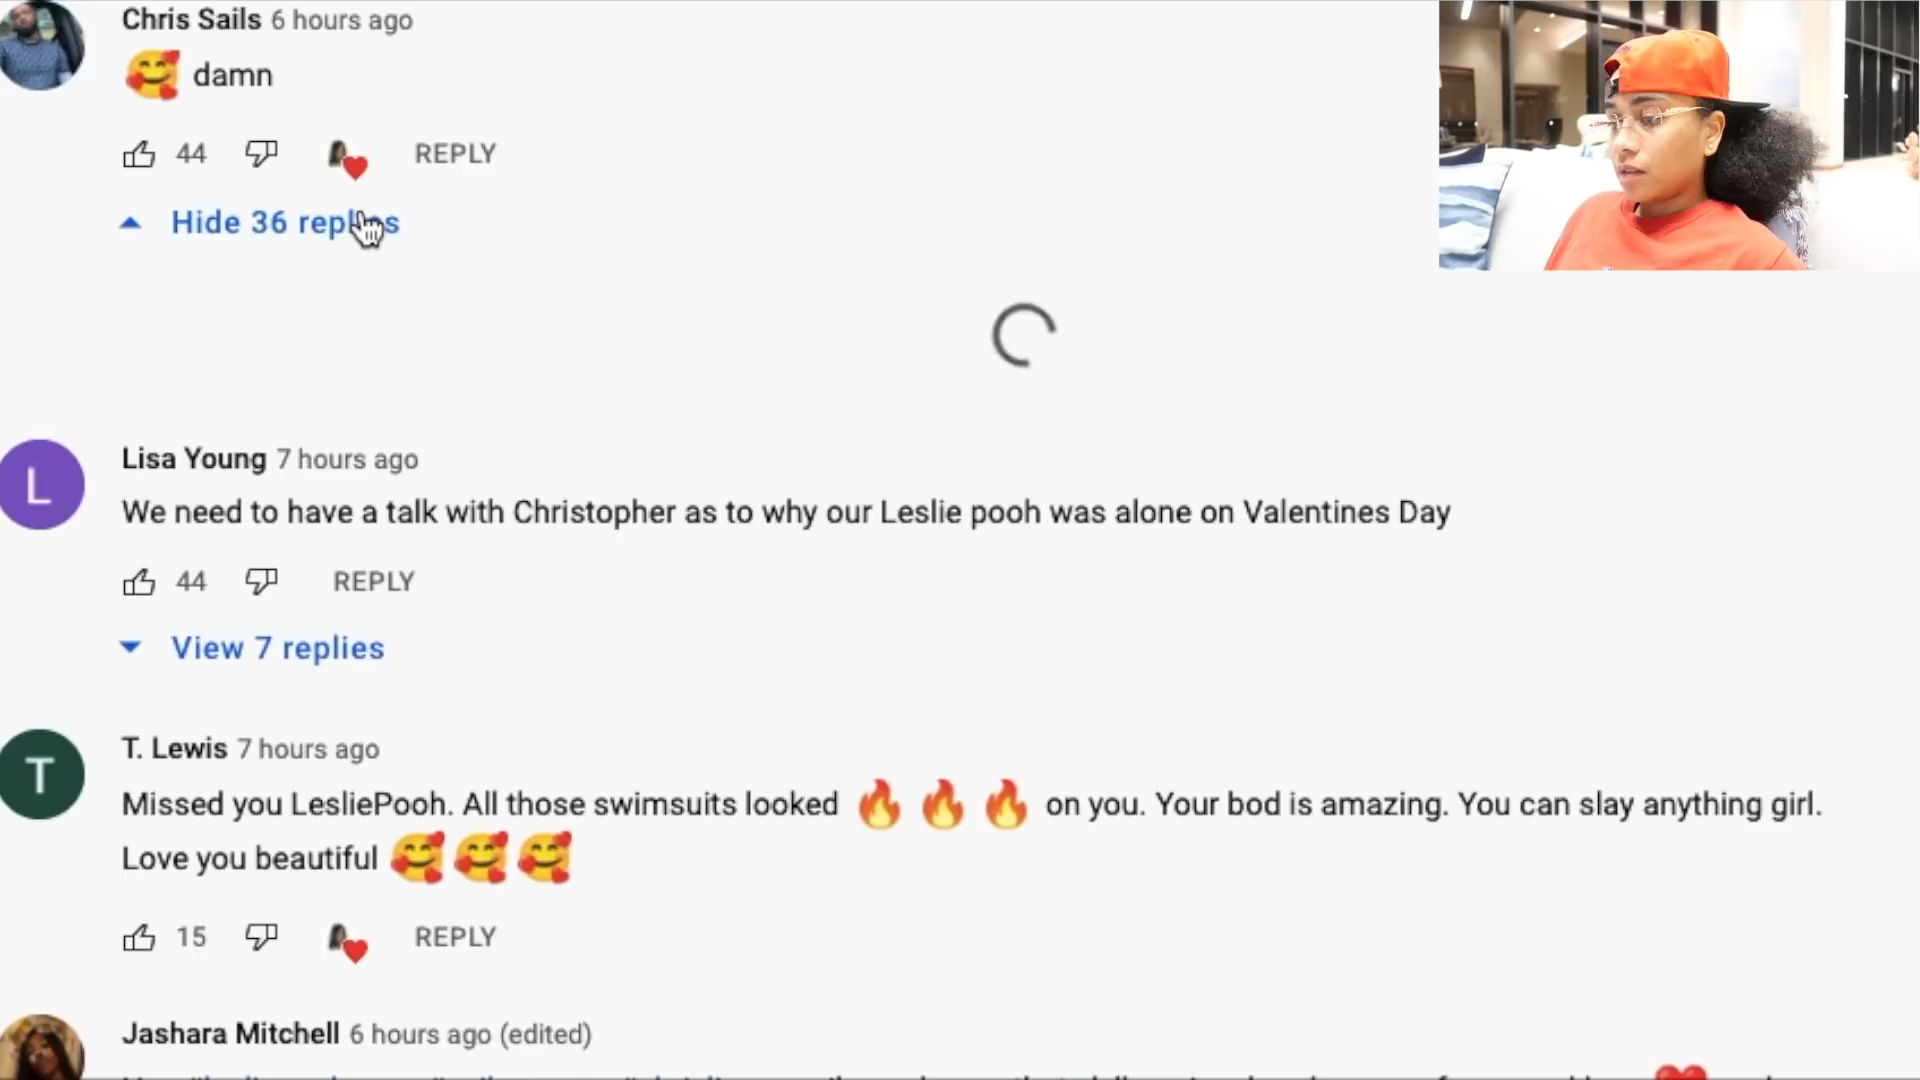 Chris Sails 6 hours ago
🥰 damn
44 REPLY
Hide 36 replies
L
Lisa Young 7 hours ago
We need to have a talk with Christopher as to why our Leslie pooh was alone on Valentines Day
44 REPLY
View 7 replies
T
T. Lewis 7 hours ago
Missed you LesliePooh. All those swimsuits looked 🔥🔥🔥 on you. Your bod is amazing. You can slay anything girl.
Love you beautiful 🥰🥰🥰
15 REPLY
Jashara Mitchell 6 hours ago (edited)